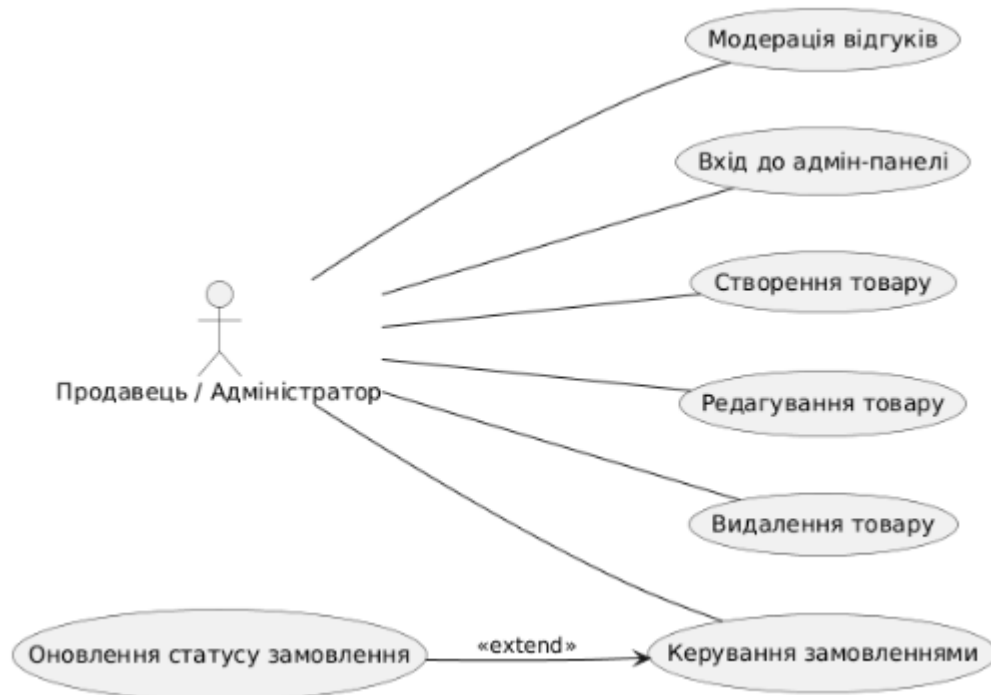 Модерація відгуків
Вхід до адмін-панелі
Створення товару
Продавець / Адміністратор
Редагування товару
Видалення товару
Оновлення статусу замовлення
«extend»
Керування замовленнями